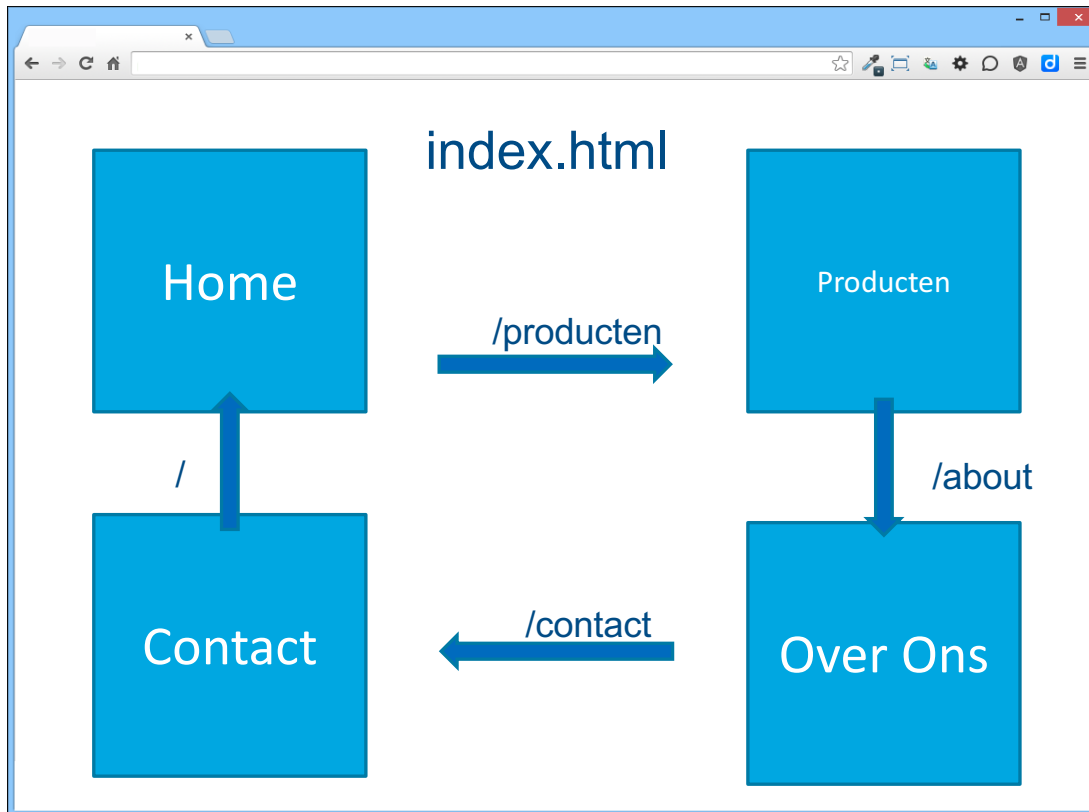 index.html
Home
Producten
/producten
/
/about
Contact
/contact
Over Ons